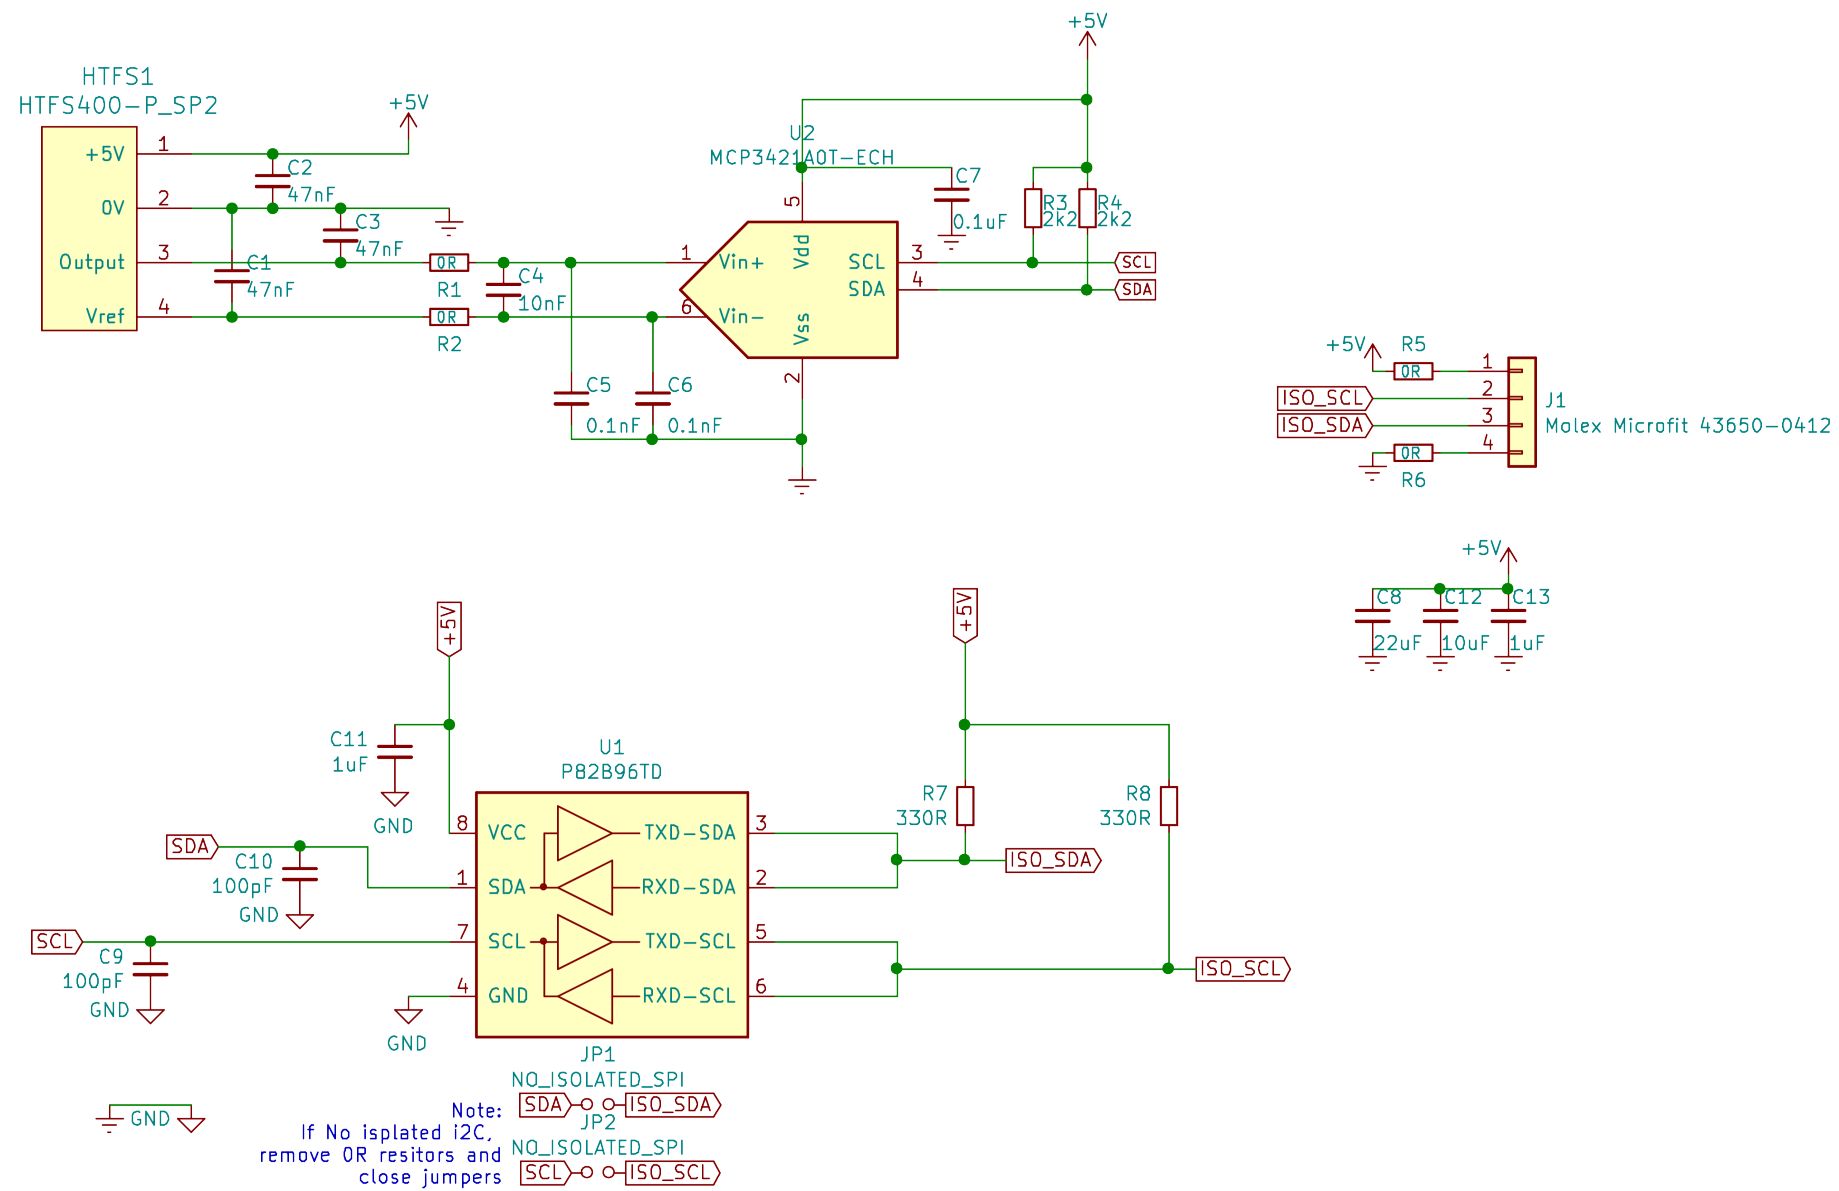 +5V
HTFS1
HTFS400-P_SP2
+5V
1
+5V
C2
47nF
2
0V
C3
47nF
3
Output
C1
47nF
4
Vref
0R
R1
R2
C4
10nF
U2
MCP3421A0T-ECH
5
C7
0.1uF
R3
2k2
R4
2k2
1
Vin+
Vdd
SCL
3
SCL
SDA
4
SDA
6
Vin-
Vss
2
C5
0.1nF
C6
0.1nF
+5V
R5
0R
1
ISO_SCL
2
ISO_SDA
3
4
0R
R6
J1
Molex Microfit 43650-0412
+5V
C8
22uF
C12
10uF
C13
1uF
+5V
+5V
C11
1uF
GND
U1
P82B96TD
R7
330R
R8
330R
8
VCC
TXD-SDA
3
SDA
C10
100pF
GND
1
SDA
RXD-SDA
2
ISO_SDA
SCL
C9
100pF
GND
7
SCL
TXD-SCL
5
ISO_SCL
4
GND
RXD-SCL
6
GND
JP1
NO_ISOLATED_SPI
SDA
ISO_SDA
JP2
NO_ISOLATED_SPI
SCL
ISO_SCL
GND
Note:
If No isplated i2C,
remove 0R resitors and
close jumpers